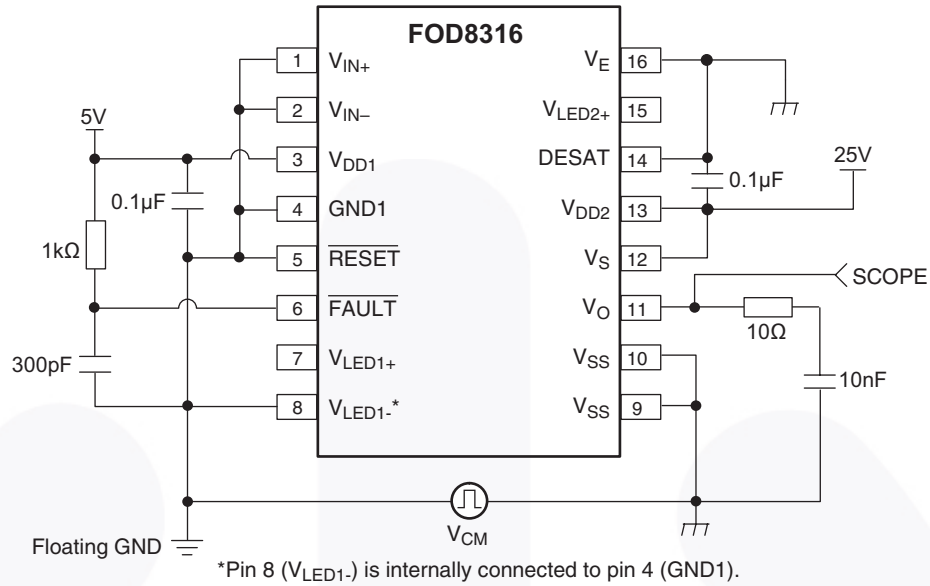 FOD8316
1 VIN+
2 VIN–
3 VDD1
4 GND1
5 RESET
6 FAULT
7 VLED1+
8 VLED1-*
VE 16
VLED2+ 15
DESAT 14
VDD2 13
VS 12
VO 11
VSS 10
VSS 9
5V
0.1µF
1kΩ
300pF
0.1µF
25V
SCOPE
10Ω
10nF
VCM
Floating GND
*Pin 8 (VLED1-) is internally connected to pin 4 (GND1).